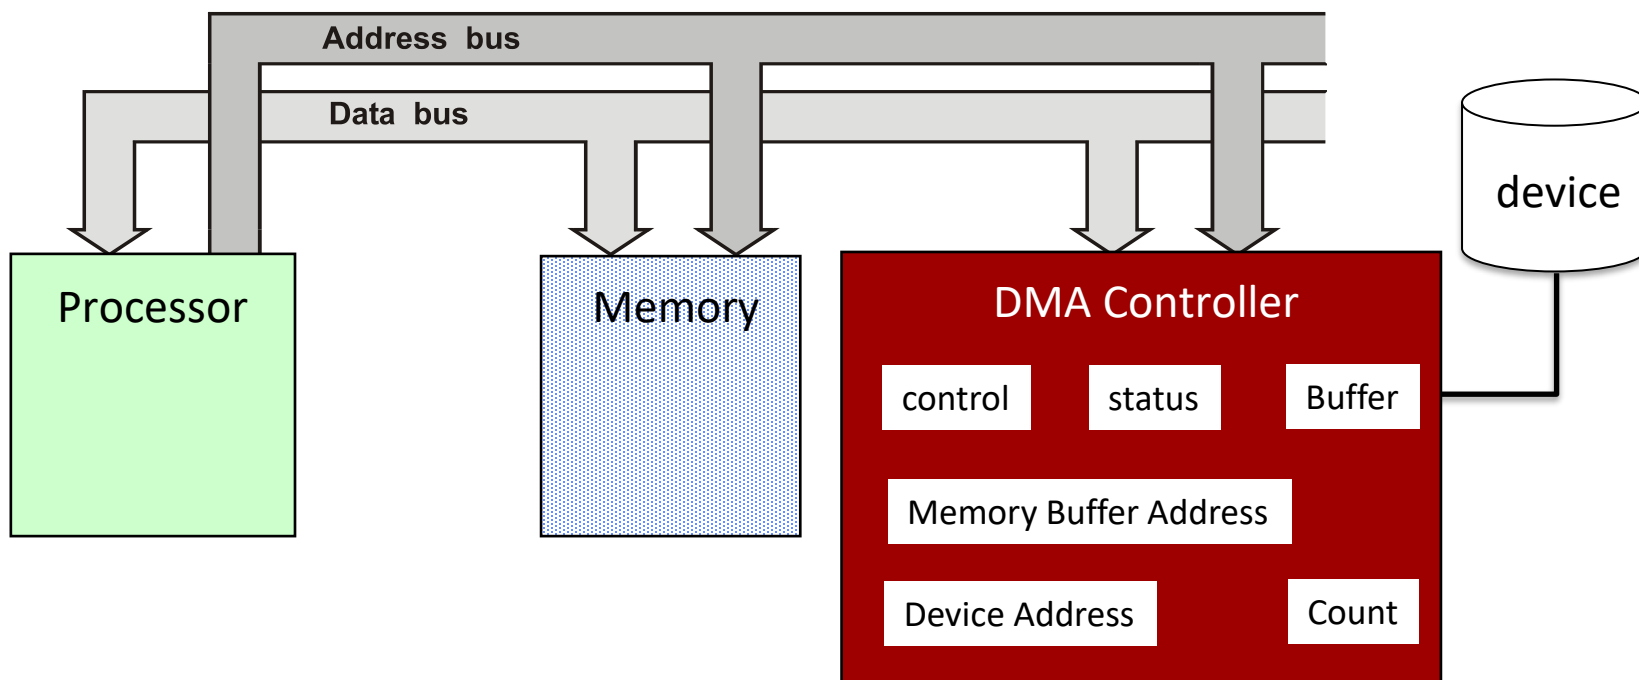 Address bus
Data bus
device
Processor
Memory
DMA Controller
control
status
Buffer
Memory Buffer Address
Device Address
Count